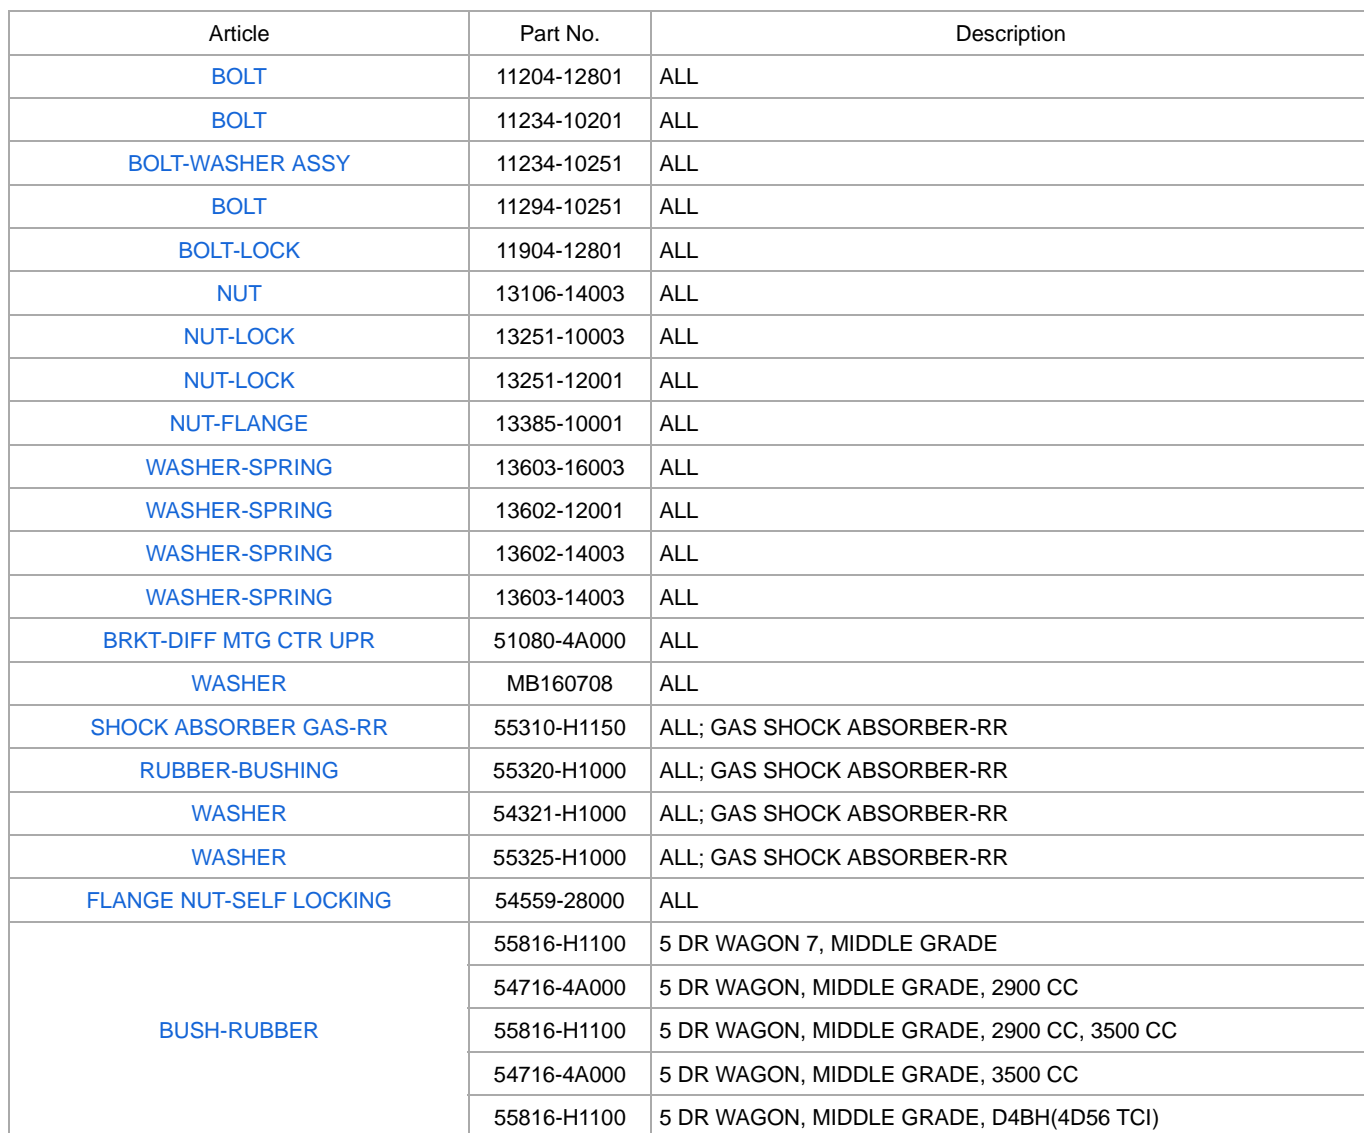 Article Part No. Description
BOLT 11204-12801 ALL
BOLT 11234-10201 ALL
BOLT-WASHER ASSY 11234-10251 ALL
BOLT 11294-10251 ALL
BOLT-LOCK 11904-12801 ALL
NUT 13106-14003 ALL
NUT-LOCK 13251-10003 ALL
NUT-LOCK 13251-12001 ALL
NUT-FLANGE 13385-10001 ALL
WASHER-SPRING 13603-16003 ALL
WASHER-SPRING 13602-12001 ALL
WASHER-SPRING 13602-14003 ALL
WASHER-SPRING 13603-14003 ALL
BRKT-DIFF MTG CTR UPR 51080-4A000 ALL
WASHER MB160708 ALL
SHOCK ABSORBER GAS-RR 55310-H1150 ALL; GAS SHOCK ABSORBER-RR
RUBBER-BUSHING 55320-H1000 ALL; GAS SHOCK ABSORBER-RR
WASHER 54321-H1000 ALL; GAS SHOCK ABSORBER-RR
WASHER 55325-H1000 ALL; GAS SHOCK ABSORBER-RR
FLANGE NUT-SELF LOCKING 54559-28000 ALL
55816-H1100 5 DR WAGON 7, MIDDLE GRADE
54716-4A000 5 DR WAGON, MIDDLE GRADE, 2900 CC
BUSH-RUBBER 55816-H1100 5 DR WAGON, MIDDLE GRADE, 2900 CC, 3500 CC
54716-4A000 5 DR WAGON, MIDDLE GRADE, 3500 CC
55816-H1100 5 DR WAGON, MIDDLE GRADE, D4BH(4D56 TCI)